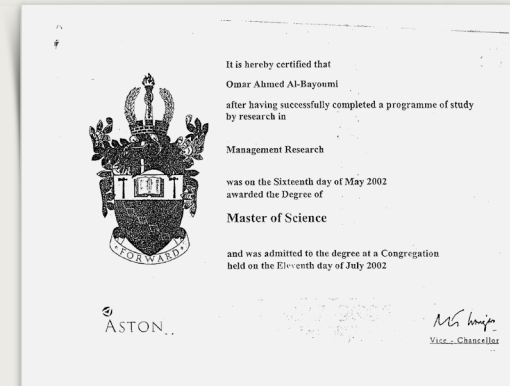 It is hereby certified that
Omar Ahmed Al-Bayoumi
after having successfully completed a programme of study
by research in
Management Research
was on the Sixteenth day of May 2002
awarded the Degree of
Master of Science
and was admitted to the degree at a Congregation
held on the Eleventh day of July 2002
FORWARD
ASTON
Vice - Chancellor